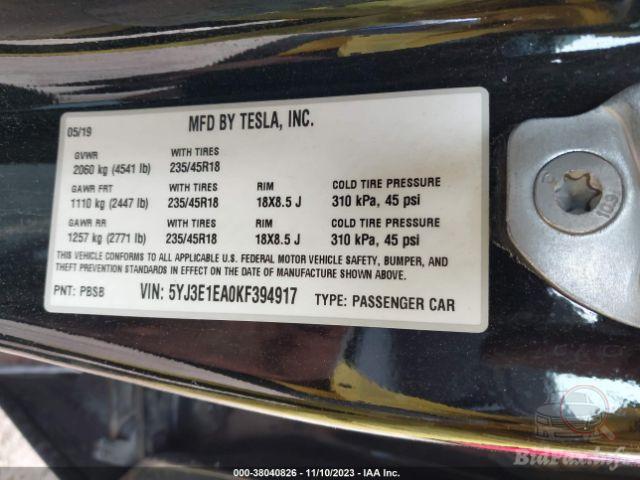 05/19 MFD BY TESLA, INC.
GVWR WITH TIRES
2060 kg (4541 lb) 235/45R18
GAWR FRT WITH TIRES RIM COLD TIRE PRESSURE
1110 kg (2447 lb) 235/45R18 18X8.5 J 310 kPa, 45 psi
GAWR RR WITH TIRES RIM COLD TIRE PRESSURE
1257 kg (2771 lb) 235/45R18 18X8.5 J 310 kPa, 45 psi
THIS VEHICLE CONFORMS TO ALL APPLICABLE U.S. FEDERAL MOTOR VEHICLE SAFETY, BUMPER, AND
THEFT PREVENTION STANDARDS IN EFFECT ON THE DATE OF MANUFACTURE SHOWN ABOVE.
PNT: PBSB VIN: 5YJ3E1EA0KF394917 TYPE: PASSENGER CAR
BidFax.info
000-38040826 - 11/10/2023 - IAA Inc.